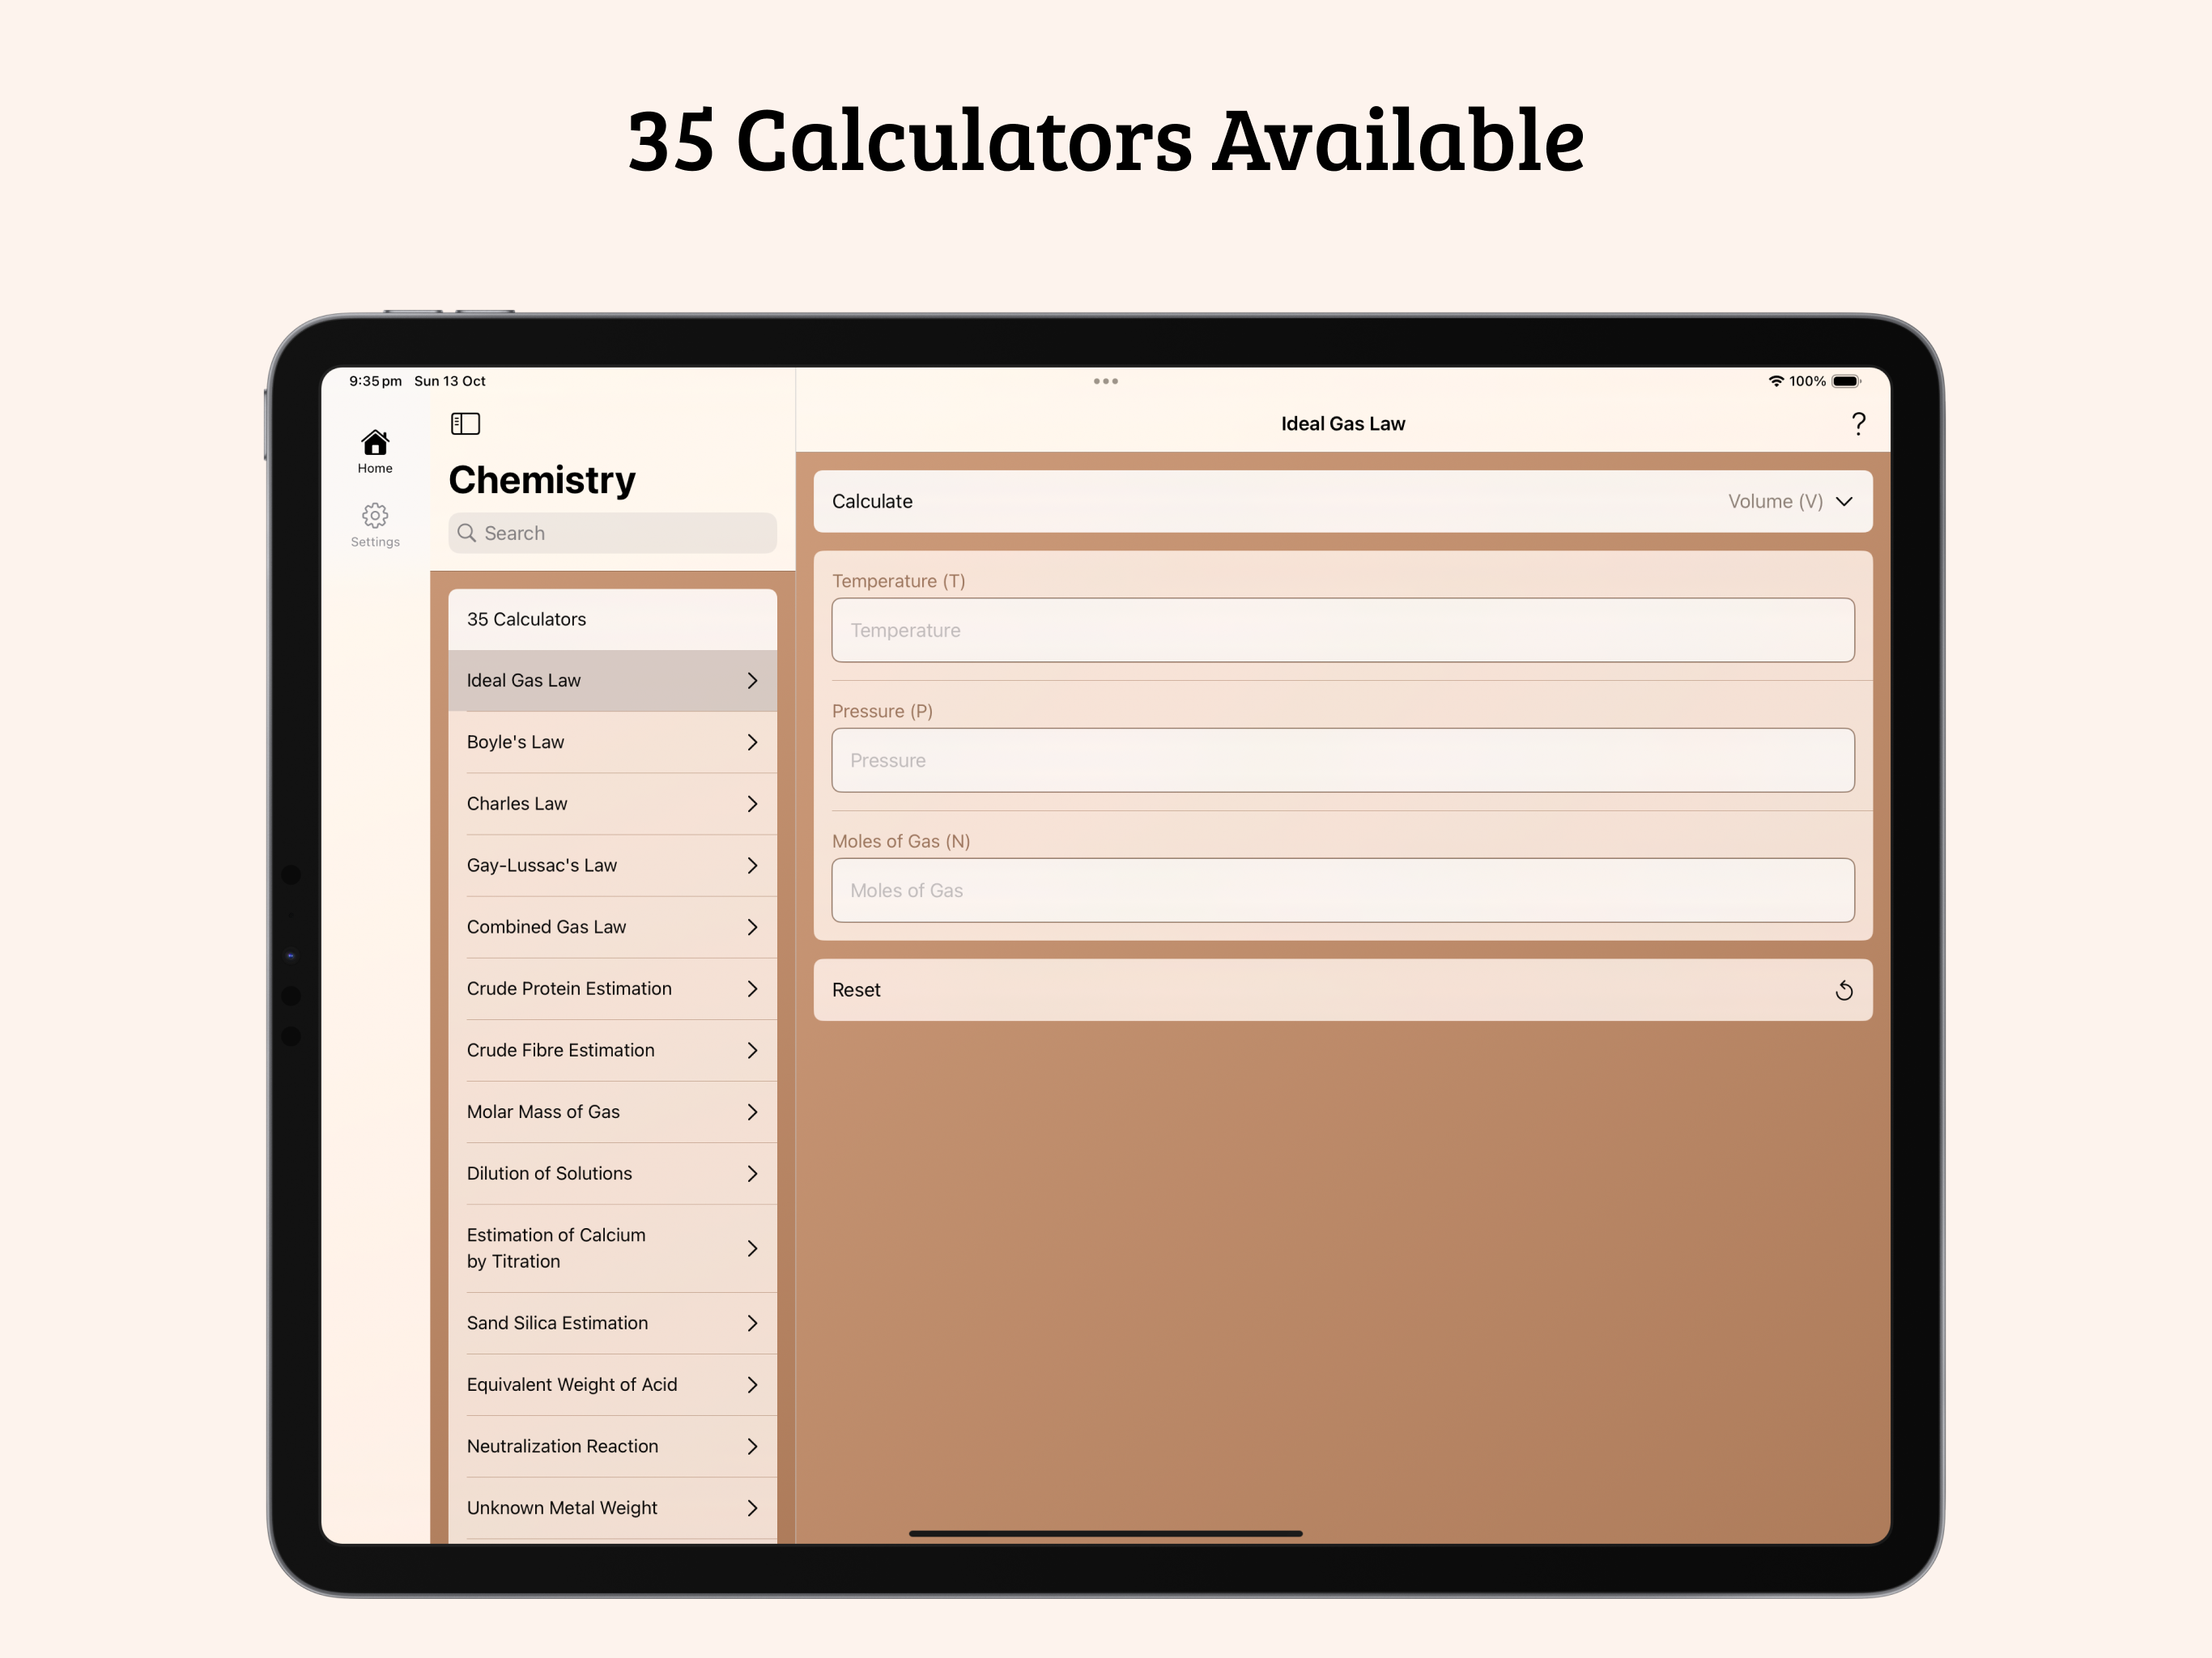 35 Calculators Available
9:35 pm Sun 13 Oct
100%
Home
Settings
Chemistry
Search
35 Calculators
Ideal Gas Law
Boyle's Law
Charles Law
Gay-Lussac's Law
Combined Gas Law
Crude Protein Estimation
Crude Fibre Estimation
Molar Mass of Gas
Dilution of Solutions
Estimation of Calcium
by Titration
Sand Silica Estimation
Equivalent Weight of Acid
Neutralization Reaction
Unknown Metal Weight
Ideal Gas Law
?
Calculate
Volume (V)
Temperature (T)
Temperature
Pressure (P)
Pressure
Moles of Gas (N)
Moles of Gas
Reset